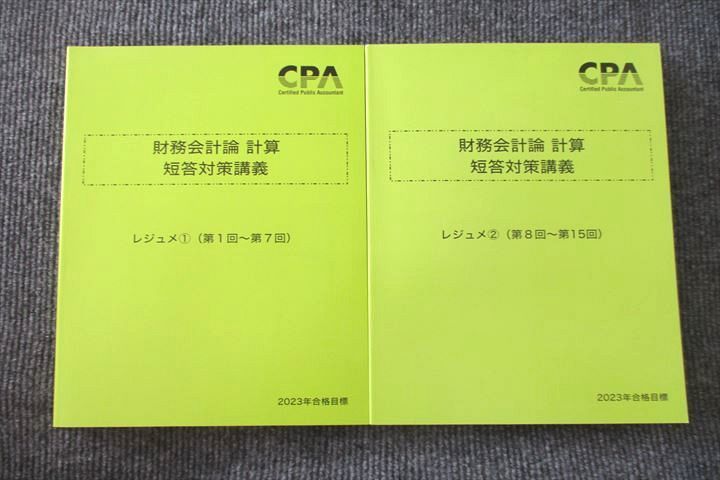 CPA
Certified Public Accountant
財務会計論 計算
短答対策講義
レジュメ①（第１回～第７回）
2023年合格目標
CPA
Certified Public Accountant
財務会計論 計算
短答対策講義
レジュメ②（第８回～第15回）
2023年合格目標